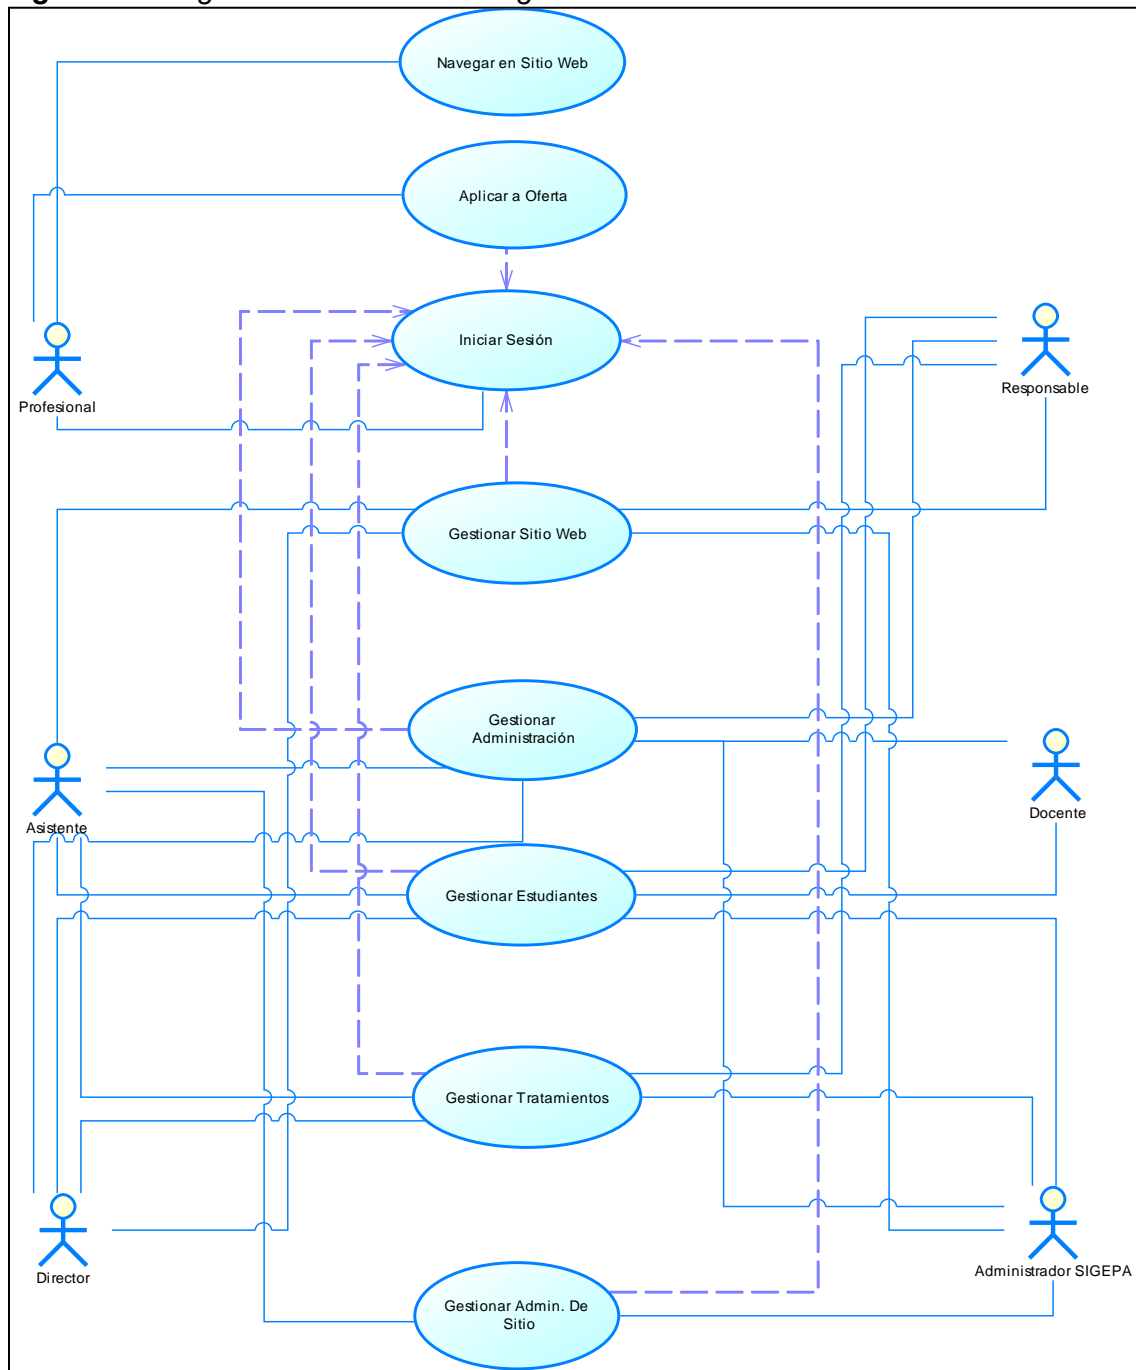 Navegar en Sitio Web
Aplicar a Oferta
Iniciar Sesión
Profesional
Responsable
Gestionar Sitio Web
Gestionar
Administración
Asistente
Docente
Gestionar Estudiantes
Gestionar Tratamientos
Director
Administrador SIGEPA
Gestionar Admin. De
Sitio